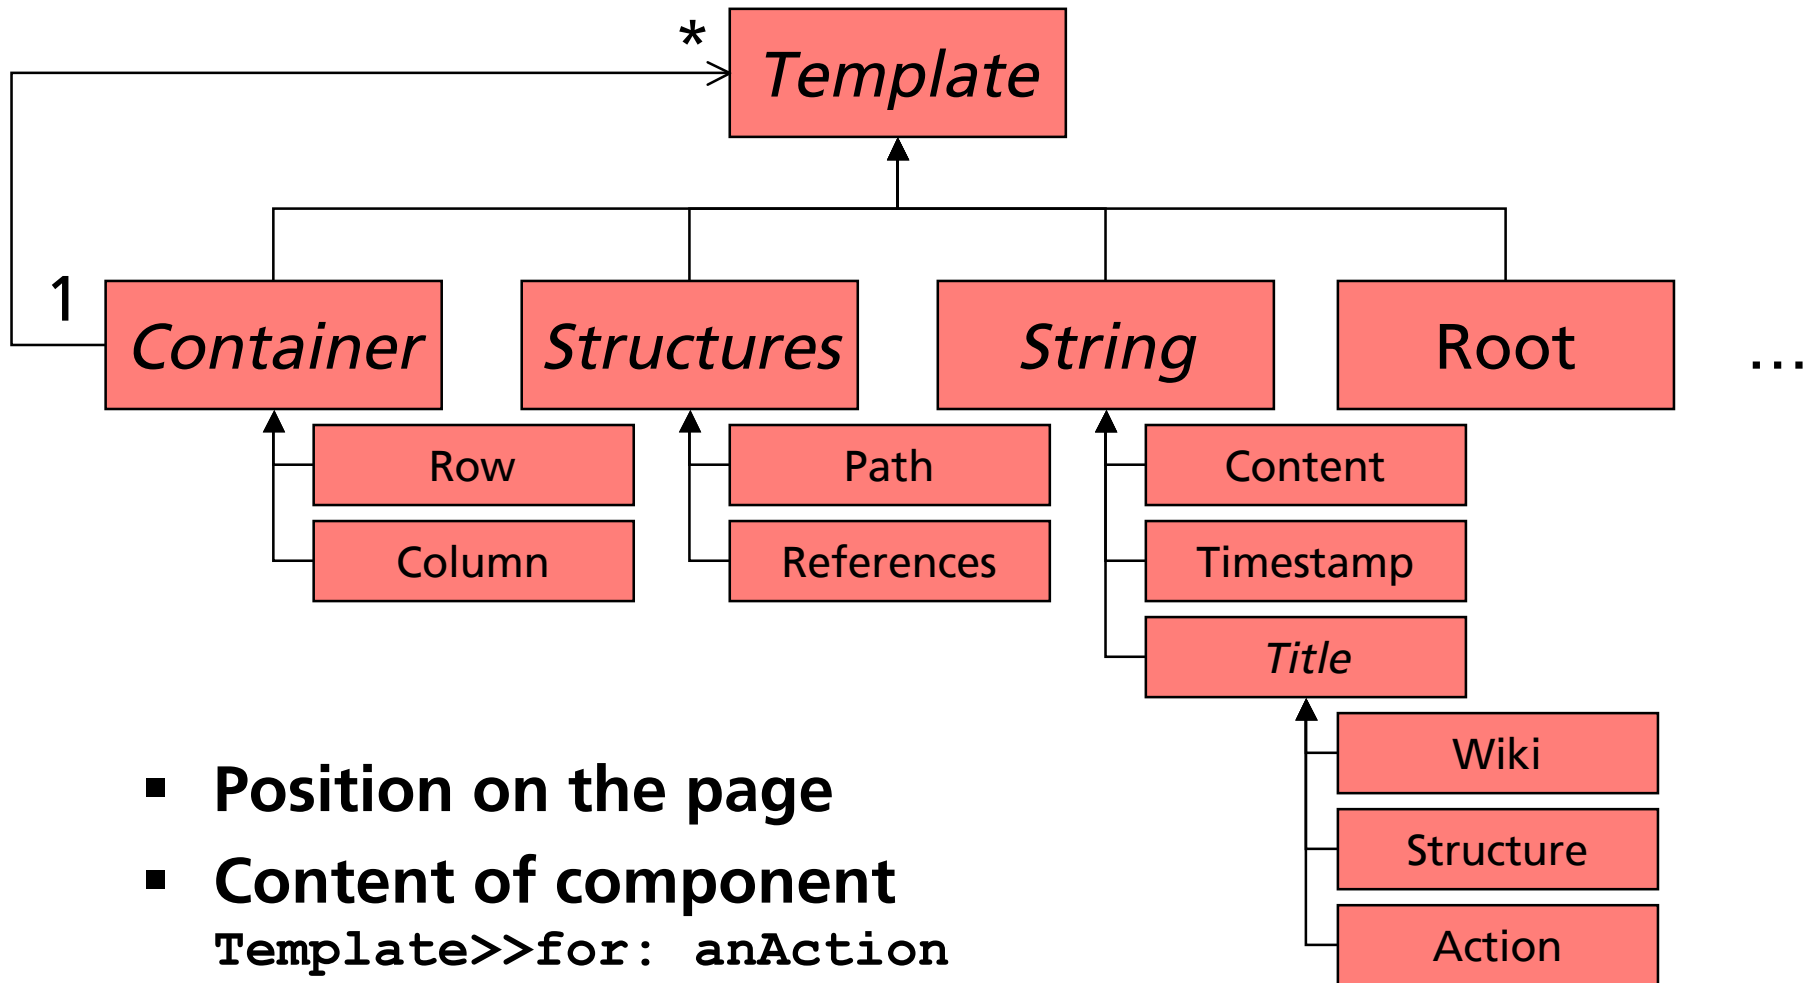 *
Template
1
Container
Structures
String
Root
...
Row
Path
Content
Column
References
Timestamp
Title
Wiki
▪ Position on the page
Structure
▪ Content of component
Template>>for: anAction
Action